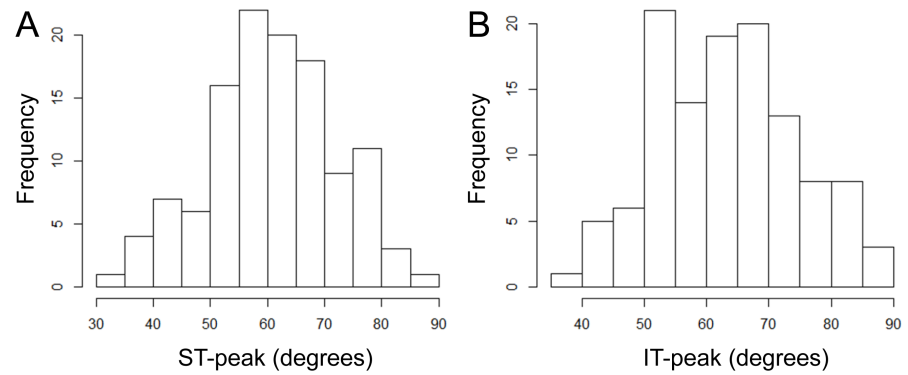 A
Frequency
0 5 10 15 20
30 40 50 60 70 80 90
ST-peak (degrees)
B
Frequency
0 5 10 15 20
40 50 60 70 80 90
IT-peak (degrees)